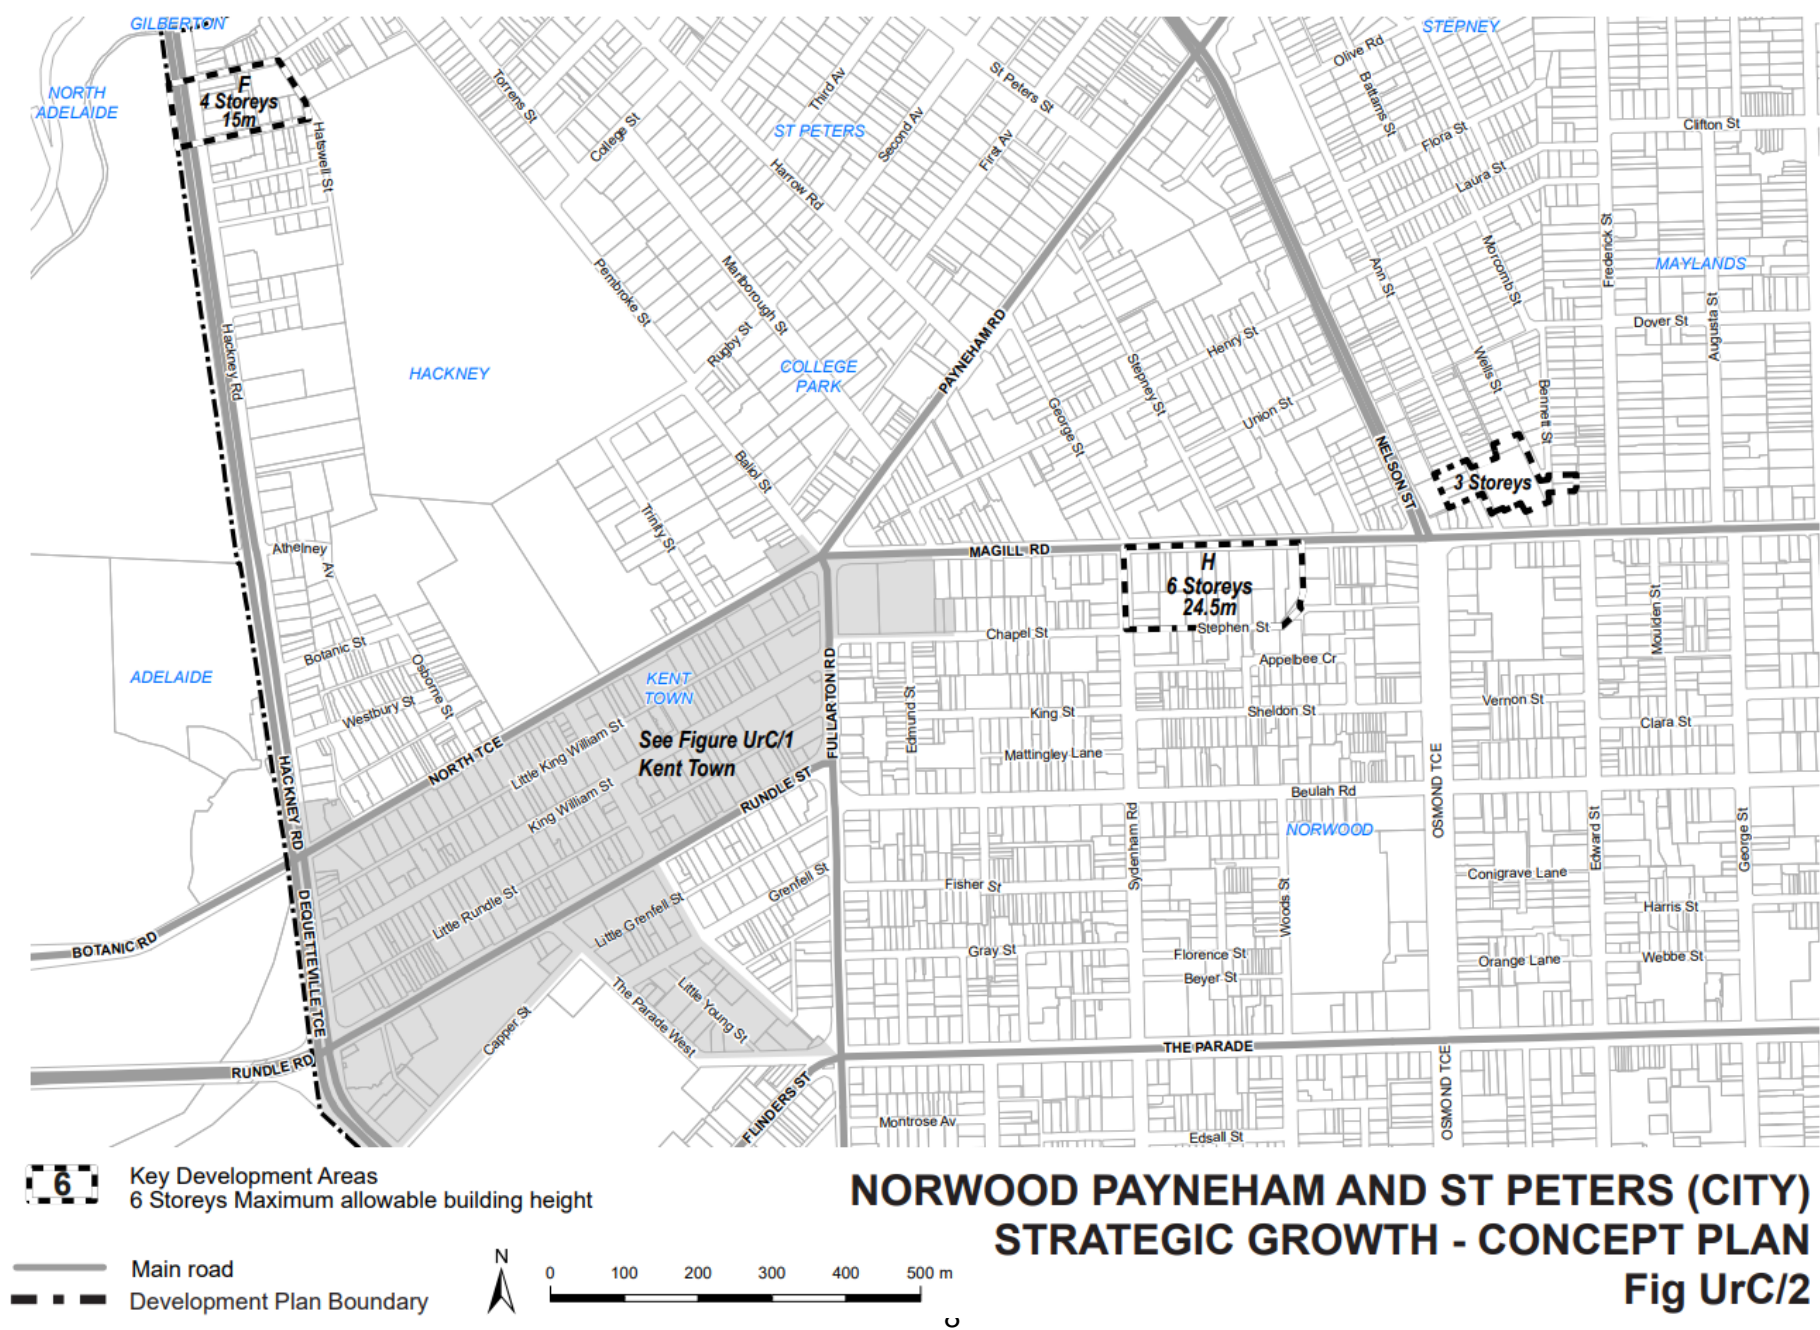 GILBERTON
STEPNEY
NORTH
ADELAIDE
F
4 Storeys
15m
Hatswell St
Torrens St
College St
Third Av
ST PETERS
Second Av
St Peters St
First Av
Harrow Rd
Olive Rd
Battams St
Flora St
Laura St
Clifton St
Frederick St
MAYLANDS
Ann St
Morcomb St
Dover St
Augusta St
Pembroke St
Marlborough St
Rugby St
COLLEGE
PARK
PAYNEHAM RD
Henry St
Stepney St
Union St
George St
Wells St
Bennett St
Hackney Rd
HACKNEY
Baliol St
Trinity St
NELSON ST
3 Storeys
Athelney Av
MAGILL RD
H
6 Storeys
24.5m
Stephen St
Chapel St
Appelbee Cr
Moulden St
Botanic St
Osborne St
Westbury St
ADELAIDE
KENT
TOWN
FULLARTON RD
Edmund St
King St
Sheldon St
Vernon St
Clara St
Mattingley Lane
NORTH TCE
Little King William St
See Figure UrC/1
Kent Town
King William St
RUNDLE ST
HACKNEY RD
Beulah Rd
OSMOND TCE
NORWOOD
Sydenham Rd
Edward St
George St
Conigrave Lane
Fisher St
Grenfell St
Little Rundle St
Little Grenfell St
Woods St
Harris St
BOTANIC RD
DEQUETTEVILLE TCE
Gray St
Florence St
Beyer St
Orange Lane
Webbe St
Little Young St
The Parade West
Capper St
RUNDLE RD
THE PARADE
FLINDERS ST
Montrose Av
Edsall St
OSMOND TCE
6
Key Development Areas
6 Storeys Maximum allowable building height
Main road
Development Plan Boundary
N
0 100 200 300 400 500 m
NORWOOD PAYNEHAM AND ST PETERS (CITY)
STRATEGIC GROWTH - CONCEPT PLAN
Fig UrC/2